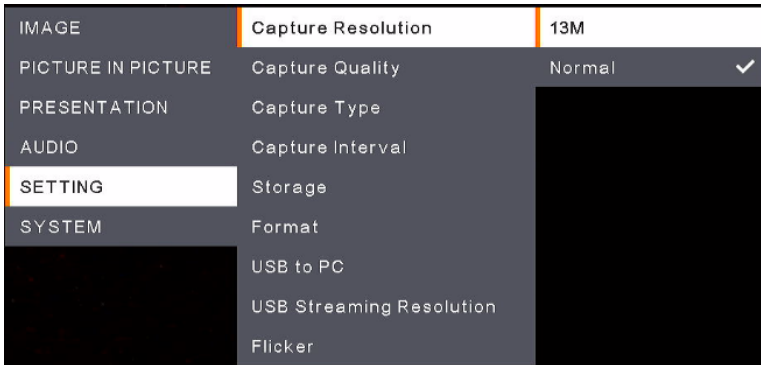 IMAGE
PICTURE IN PICTURE
PRESENTATION
AUDIO
SETTING
SYSTEM
Capture Resolution
Capture Quality
Capture Type
Capture Interval
Storage
Format
USB to PC
USB Streaming Resolution
Flicker
13M
Normal